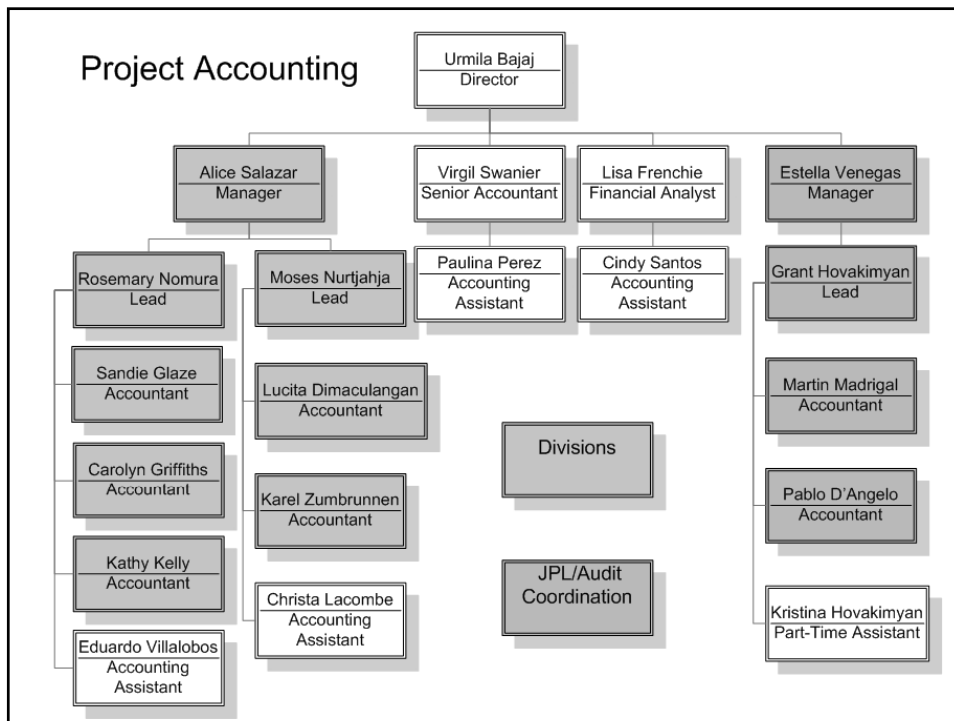 Project Accounting
Urmila Bajaj
Director
Alice Salazar
Manager
Virgil Swanier
Senior Accountant
Lisa Frenchie
Financial Analyst
Estella Venegas
Manager
Rosemary Nomura
Lead
Moses Nurtjahja
Lead
Paulina Perez
Accounting
Assistant
Cindy Santos
Accounting
Assistant
Grant Hovakimyan
Lead
Sandie Glaze
Accountant
Lucita Dimaculangan
Accountant
Martin Madrigal
Accountant
Divisions
Carolyn Griffiths
Accountant
Karel Zumbrunnen
Accountant
Pablo D’Angelo
Accountant
Kathy Kelly
Accountant
JPL/Audit
Coordination
Christa Lacombe
Accounting
Assistant
Kristina Hovakimyan
Part-Time Assistant
Eduardo Villalobos
Accounting
Assistant